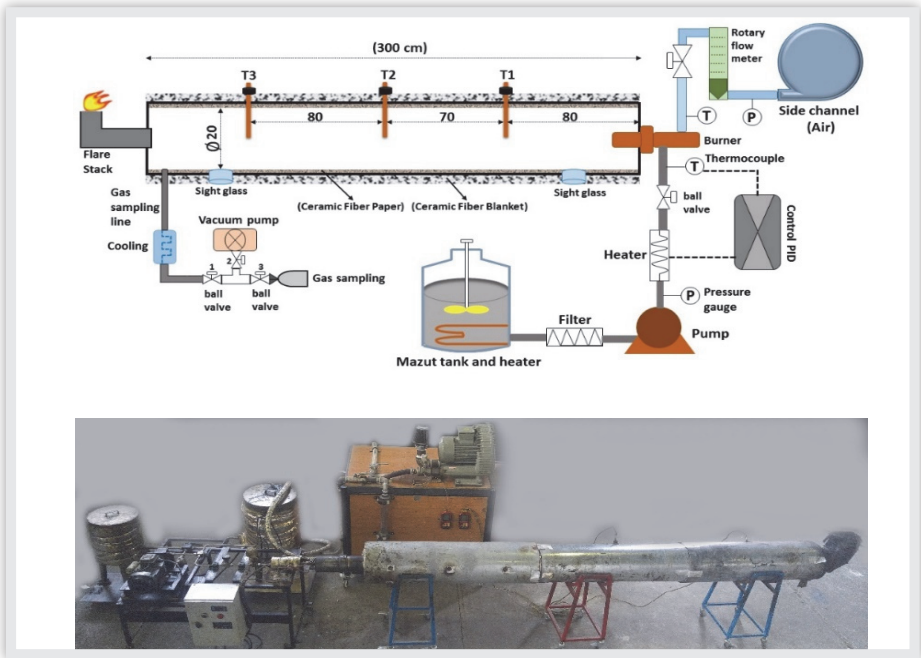 (300 cm)
Rotary
flow
meter
T3
T2
T1
80
70
80
Ø20
T
P
Side channel
(Air)
Burner
Flare
Stack
Sight glass
(Ceramic Fiber Paper)
(Ceramic Fiber Blanket)
Sight glass
T
Thermocouple
Gas
sampling
line
Vacuum pump
ball
valve
Control PID
Cooling
Heater
1
2
3
ball
valve
ball
valve
Gas sampling
P
Pressure
gauge
Filter
Pump
Mazut tank and heater